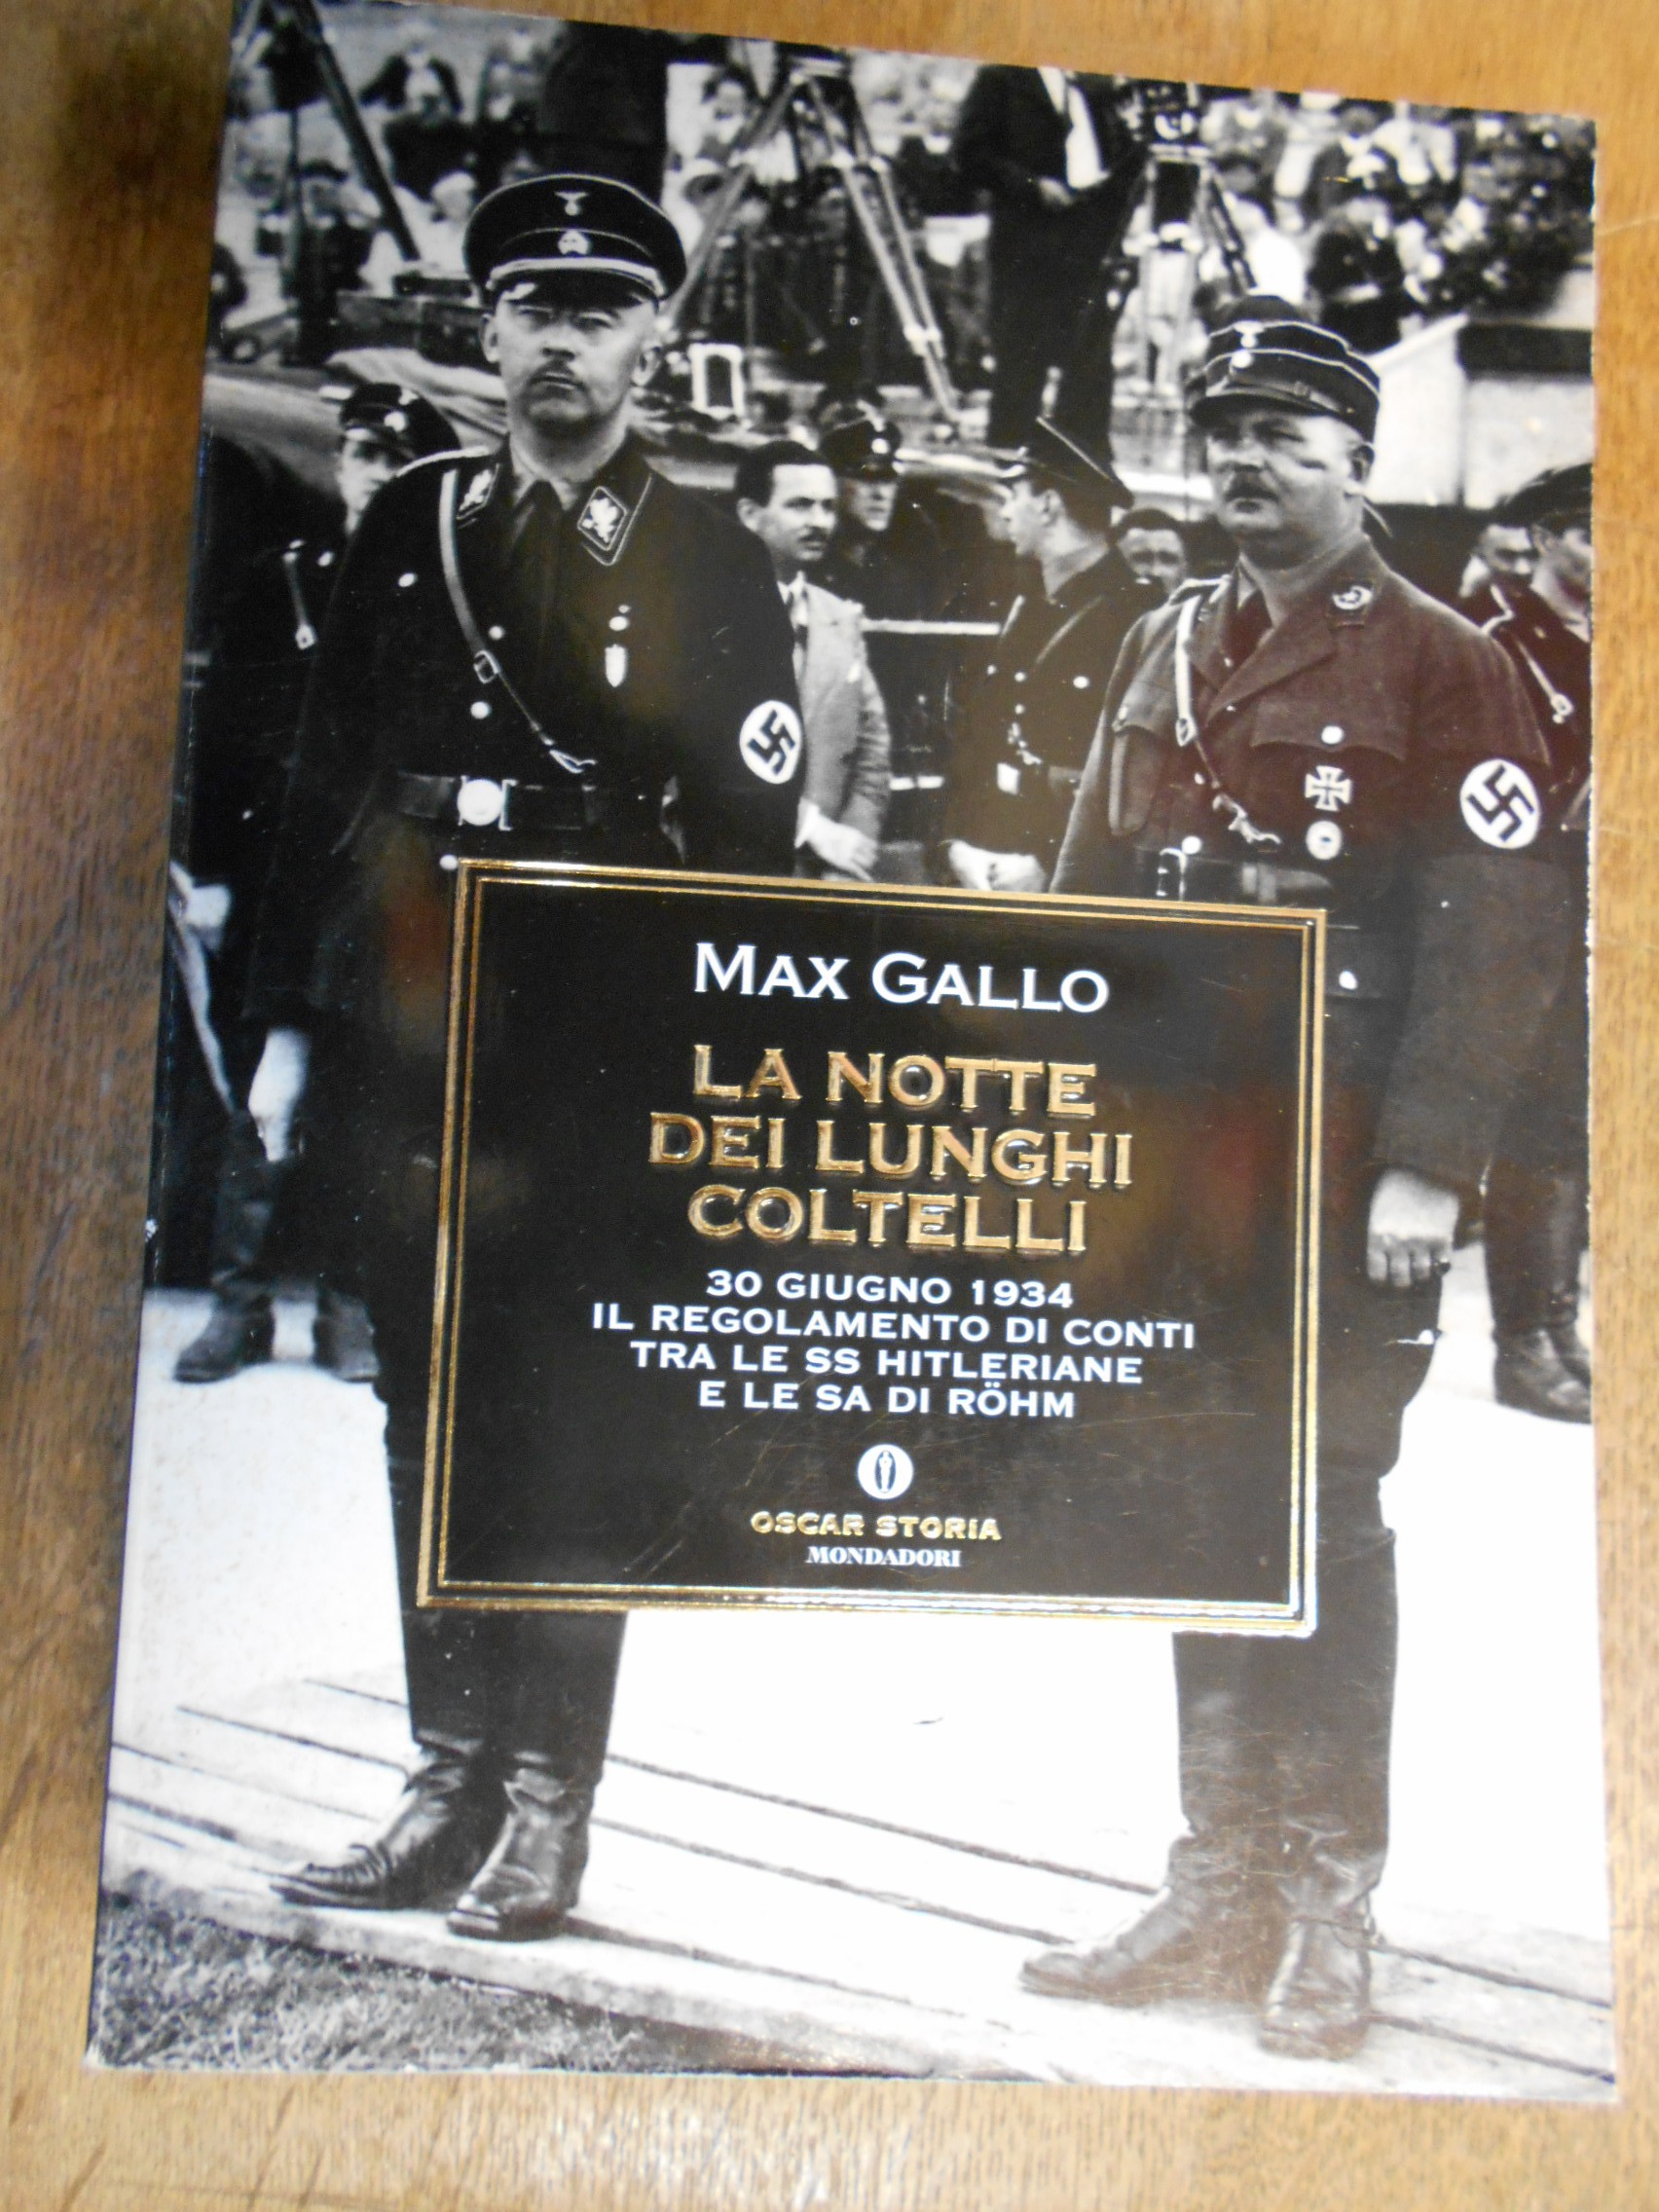 MAX GALLO
LA NOTTE
DEI LUNGHI
COLTELLI
30 GIUGNO 1934
IL REGOLAMENTO DI CONTI
TRA LE SS HITLERIANE
E LE SA DI RÖHM
OSCAR STORIA
MONDADORI